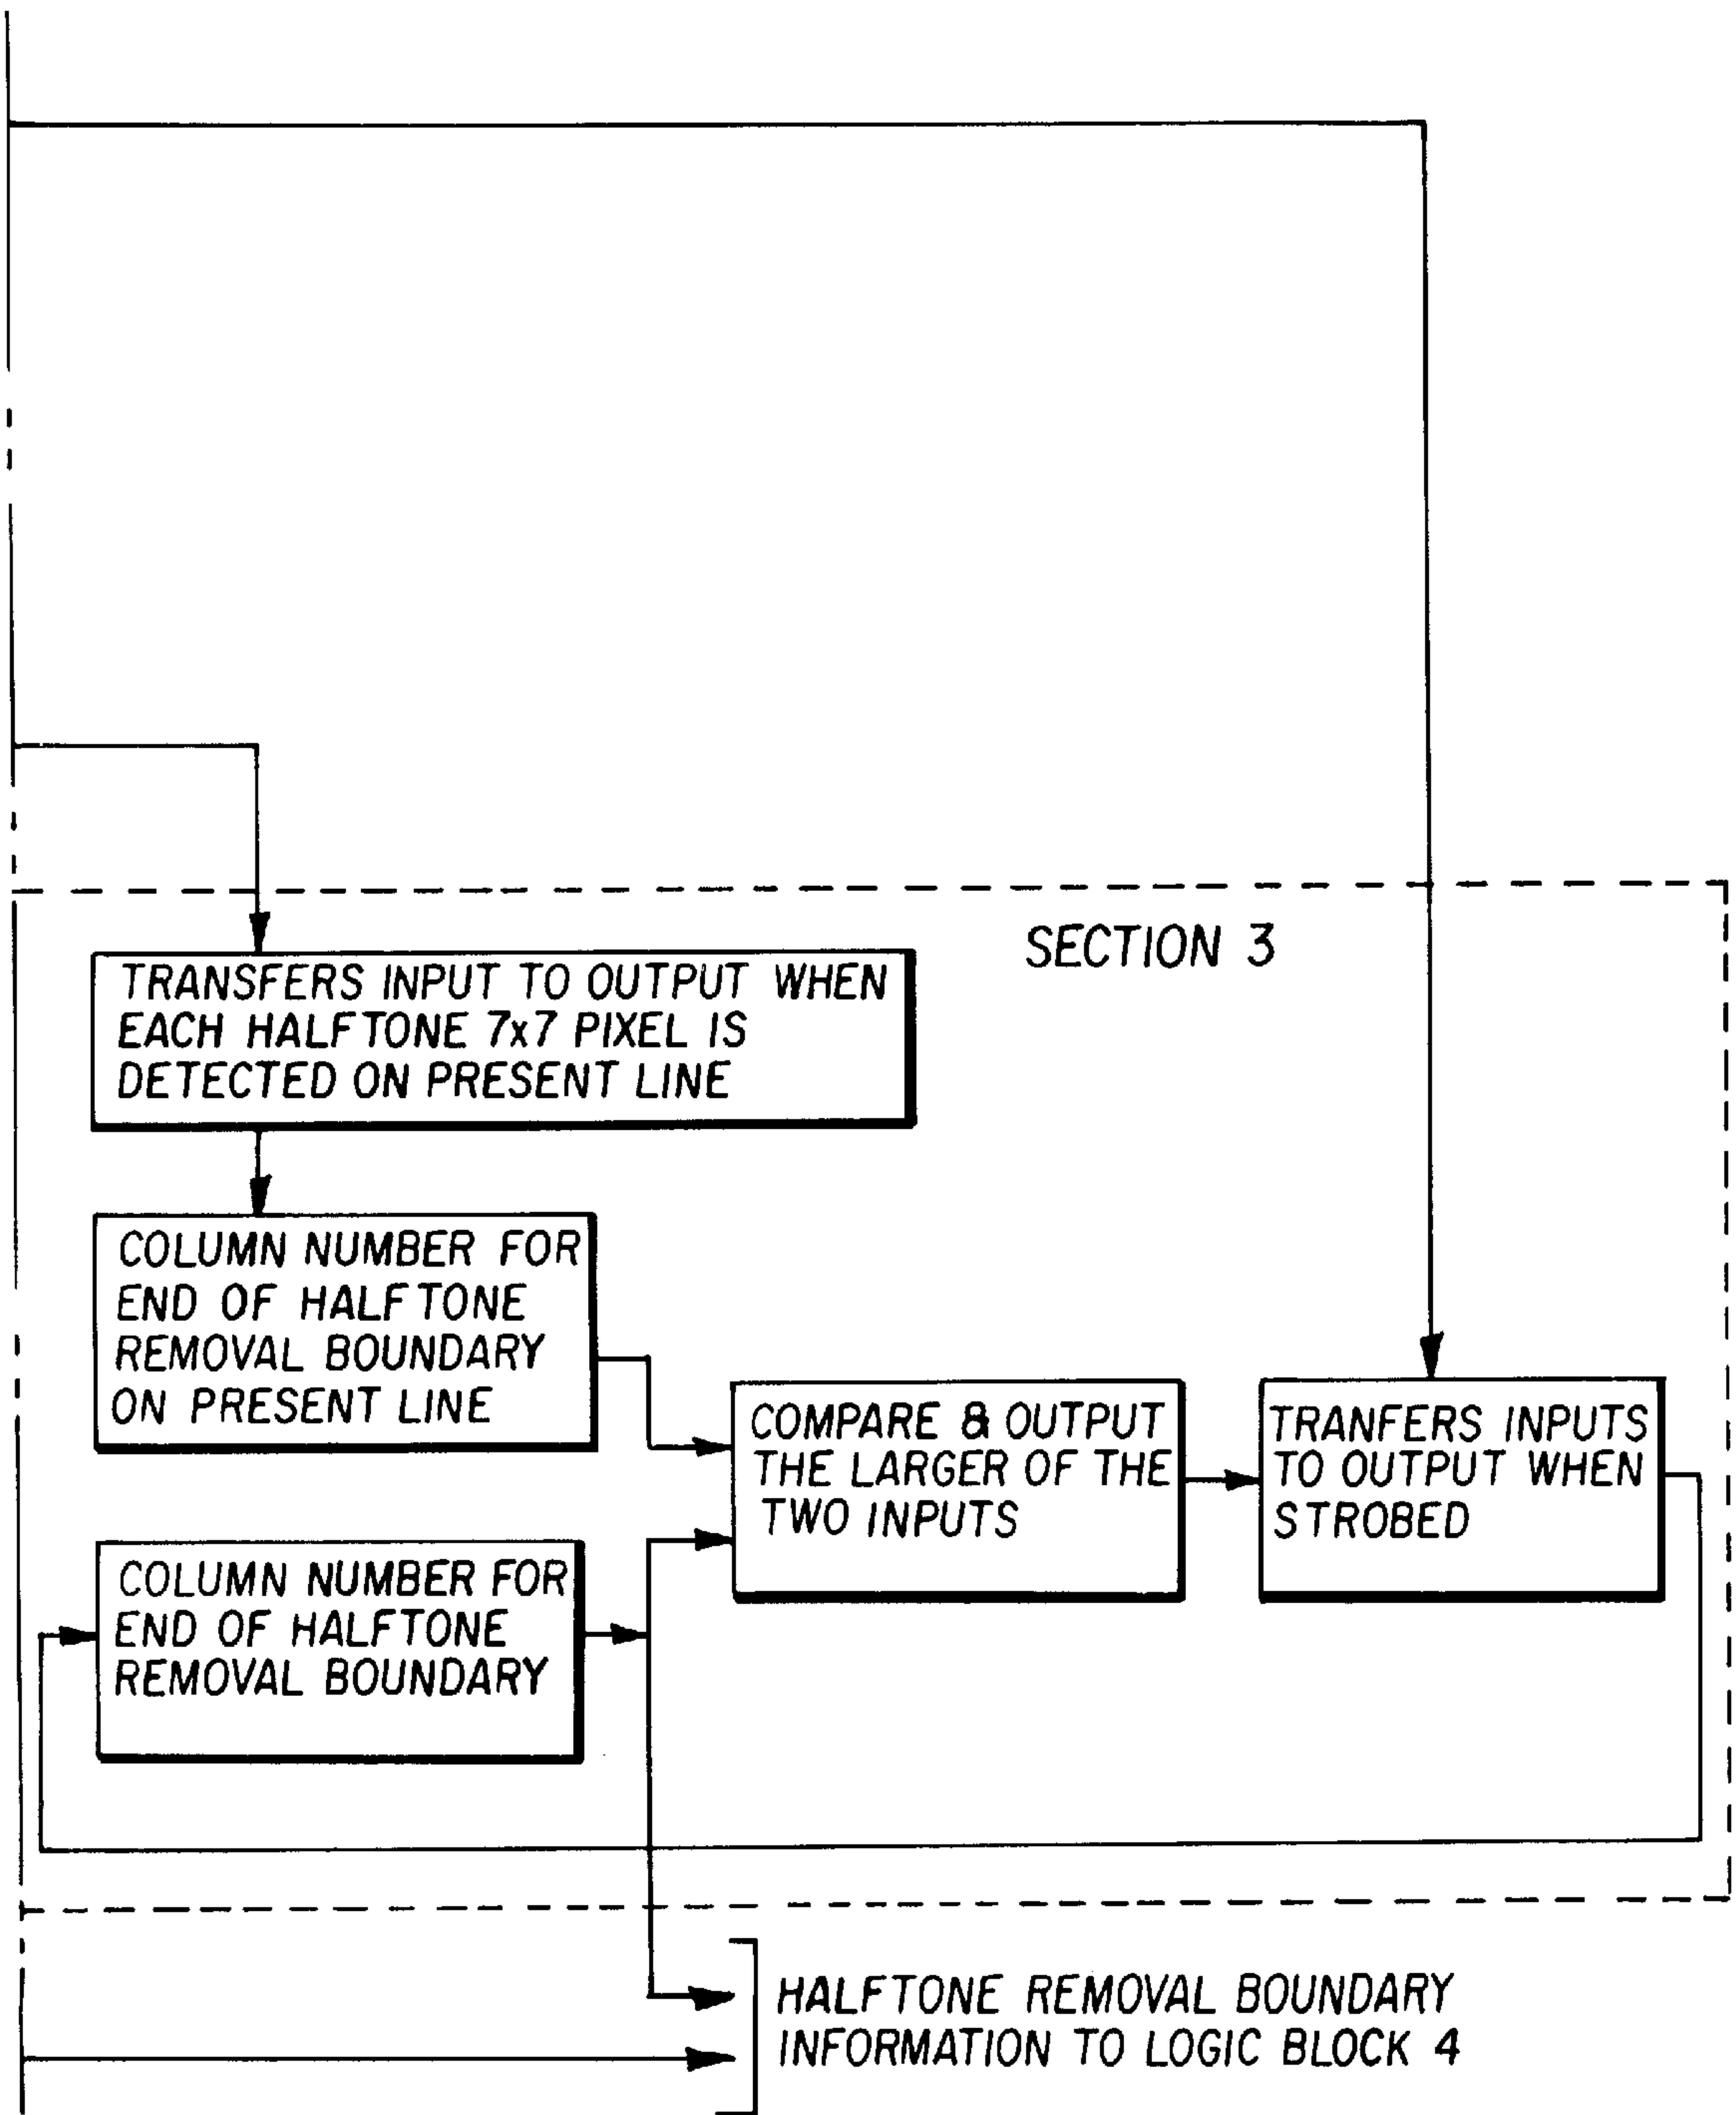 SECTION 3
TRANSFERS INPUT TO OUTPUT WHEN
EACH HALFTONE 7x7 PIXEL IS
DETECTED ON PRESENT LINE
COLUMN NUMBER FOR
END OF HALFTONE
REMOVAL BOUNDARY
ON PRESENT LINE
COMPARE & OUTPUT
THE LARGER OF THE
TWO INPUTS
TRANFERS INPUTS
TO OUTPUT WHEN
STROBED
COLUMN NUMBER FOR
END OF HALFTONE
REMOVAL BOUNDARY
HALFTONE REMOVAL BOUNDARY
INFORMATION TO LOGIC BLOCK 4